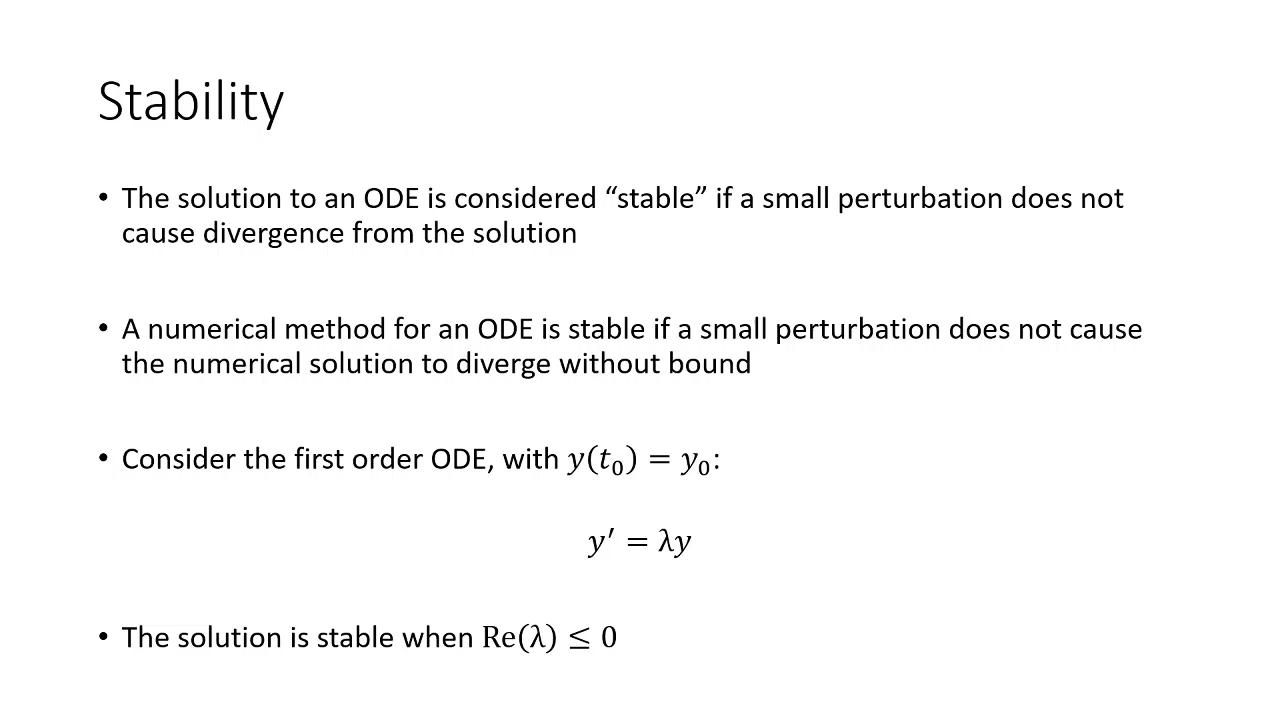 Stability
• The solution to an ODE is considered “stable” if a small perturbation does not
cause divergence from the solution
• A numerical method for an ODE is stable if a small perturbation does not cause
the numerical solution to diverge without bound
• Consider the first order ODE, with y(t₀) = y₀:
y′ = λy
• The solution is stable when Re(λ) ≤ 0